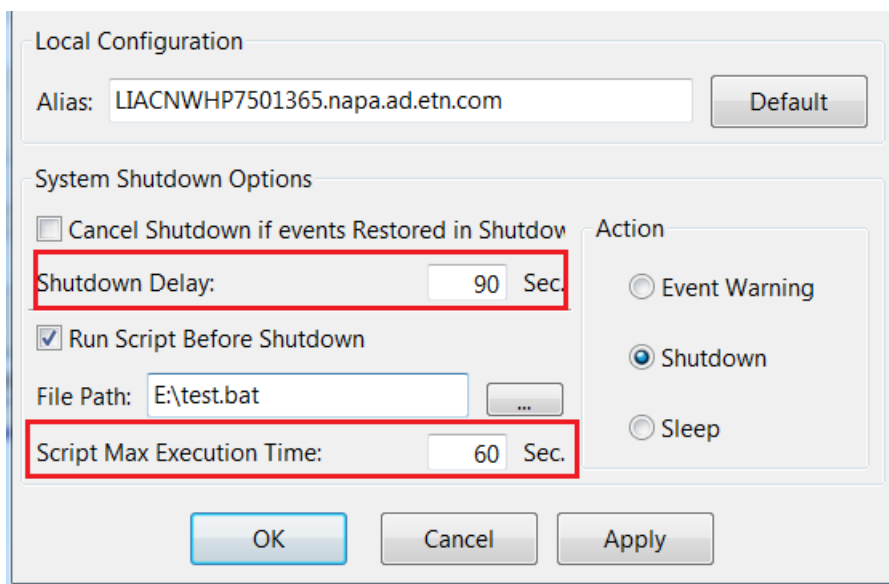 Local Configuration
Alias: LIACNWHP7501365.napa.ad.etn.com Default
System Shutdown Options
Cancel Shutdown if events Restored in Shutdow
Action
Shutdown Delay: 90 Sec.
Event Warning
Run Script Before Shutdown
Shutdown
File Path: E:\test.bat ...
Sleep
Script Max Execution Time: 60 Sec.
OK Cancel Apply